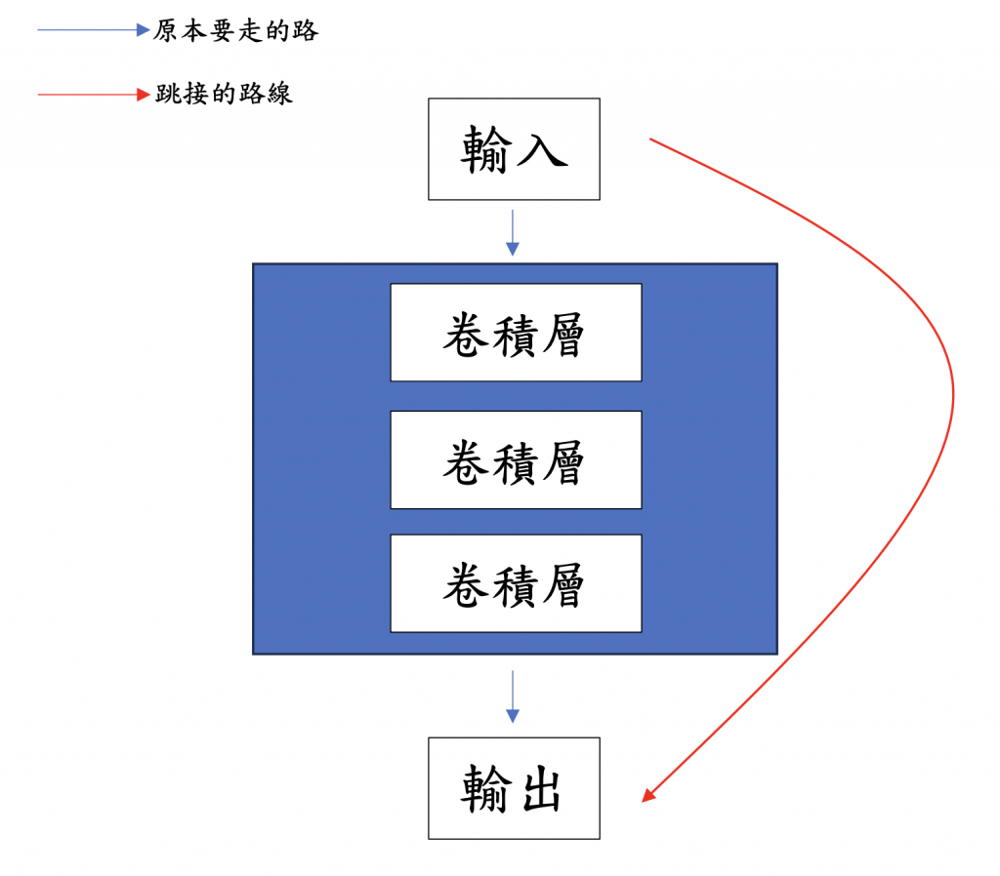 原本要走的路
跳接的路線
輸入
卷積層
卷積層
卷積層
輸出